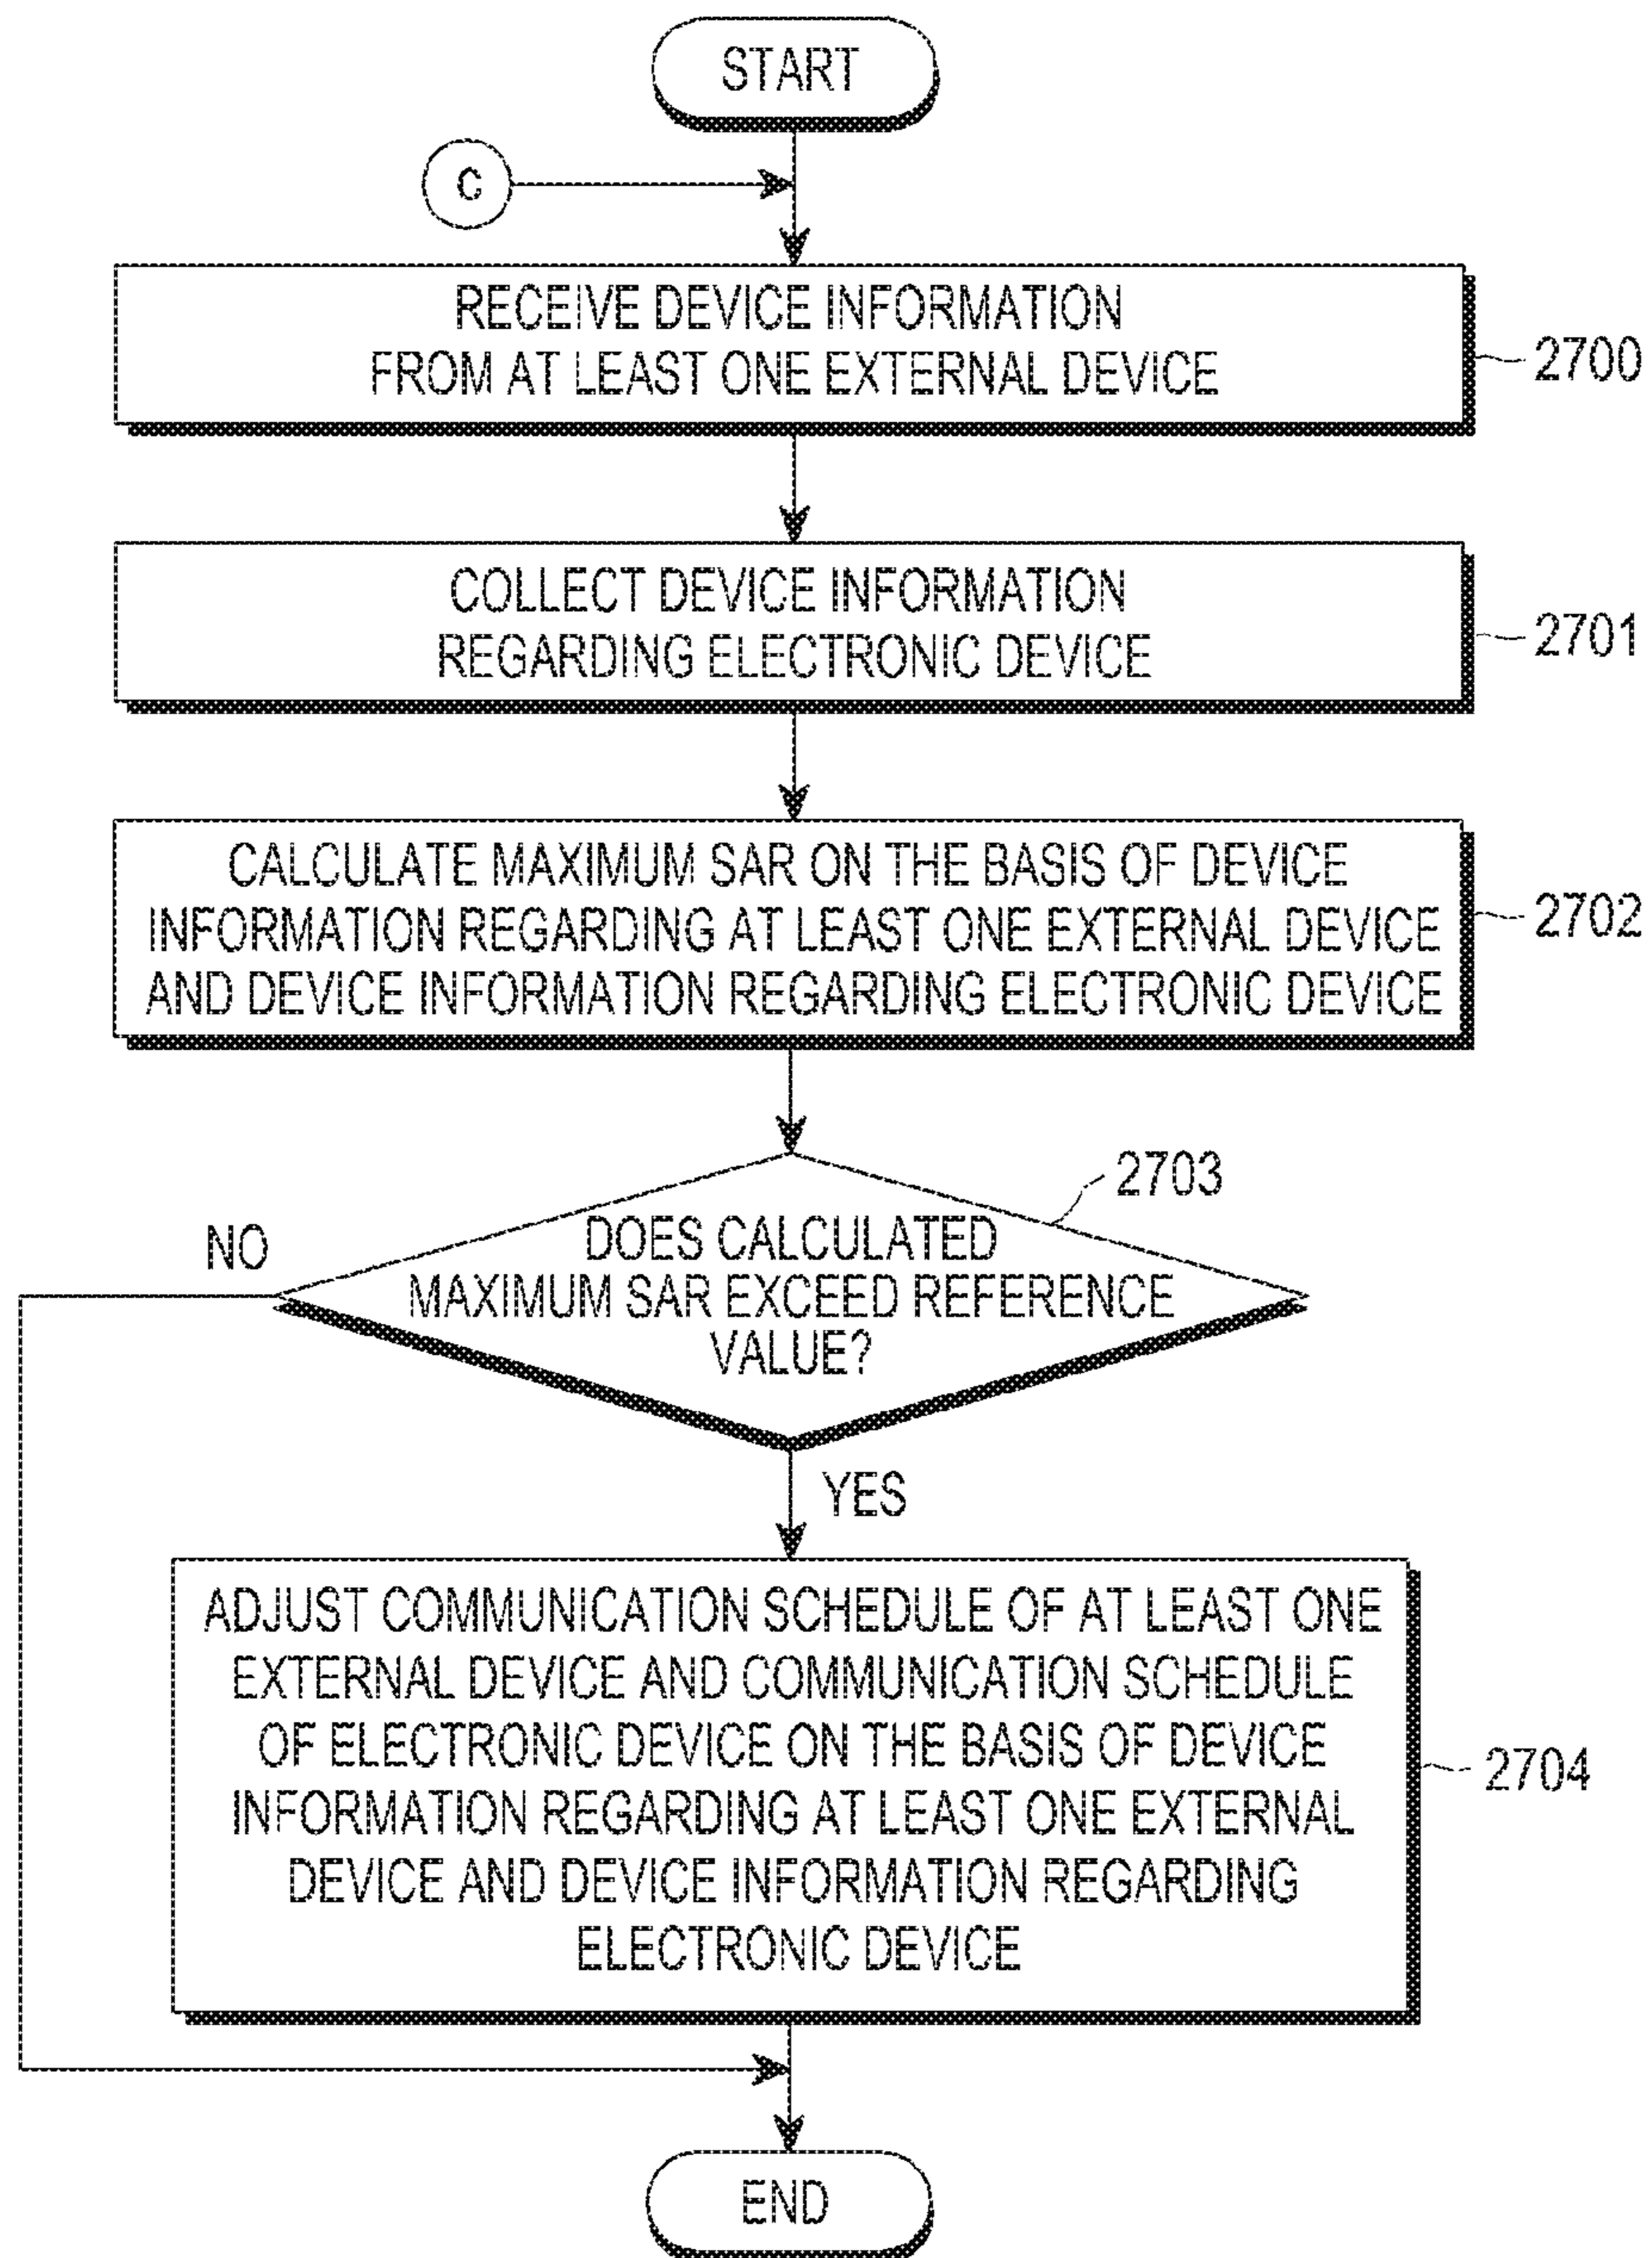 START
C
RECEIVE DEVICE INFORMATION
FROM AT LEAST ONE EXTERNAL DEVICE
2700
COLLECT DEVICE INFORMATION
REGARDING ELECTRONIC DEVICE
2701
CALCULATE MAXIMUM SAR ON THE BASIS OF DEVICE
INFORMATION REGARDING AT LEAST ONE EXTERNAL DEVICE
AND DEVICE INFORMATION REGARDING ELECTRONIC DEVICE
2702
2703
NO
DOES CALCULATED
MAXIMUM SAR EXCEED REFERENCE
VALUE?
YES
ADJUST COMMUNICATION SCHEDULE OF AT LEAST ONE
EXTERNAL DEVICE AND COMMUNICATION SCHEDULE
OF ELECTRONIC DEVICE ON THE BASIS OF DEVICE
INFORMATION REGARDING AT LEAST ONE EXTERNAL
DEVICE AND DEVICE INFORMATION REGARDING
ELECTRONIC DEVICE
2704
END